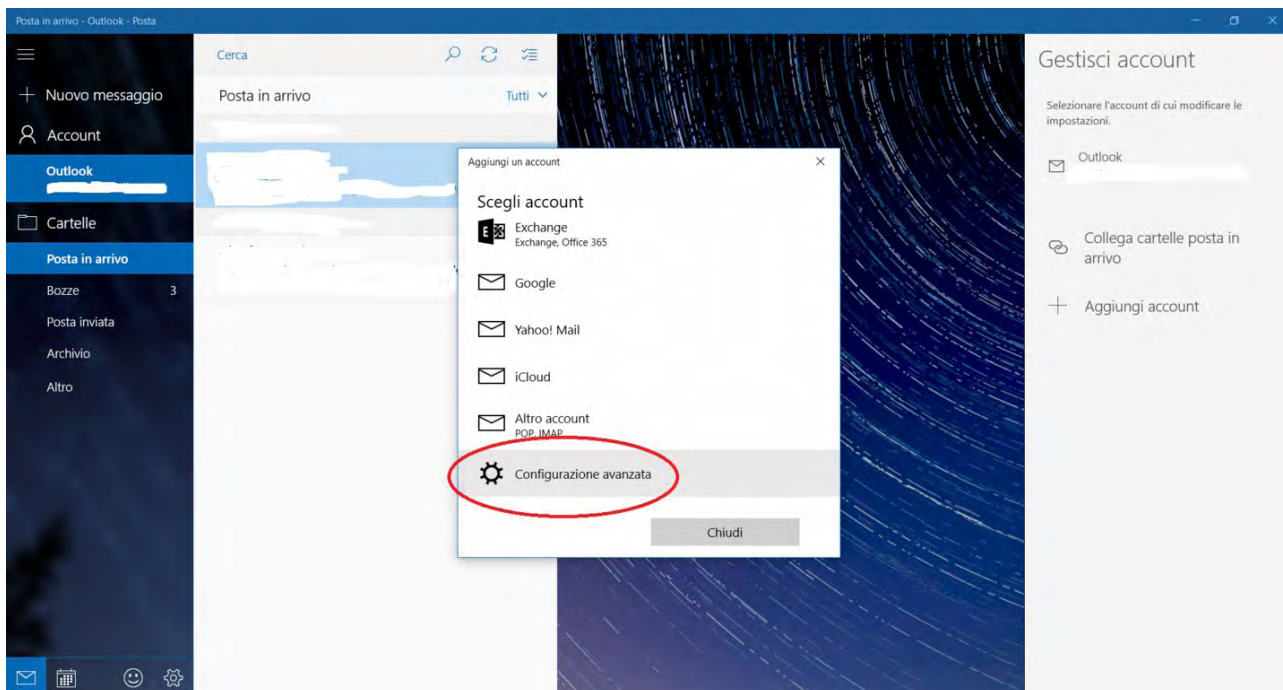 Posta in arrivo - Outlook - Posta
Nuovo messaggio
Account
Outlook
Cartelle
Posta in arrivo
Bozze 3
Posta inviata
Archivio
Altro
Cerca
Posta in arrivo Tutti
Aggiungi un account
Scegli account
Exchange
Exchange, Office 365
Google
Yahoo! Mail
iCloud
Altro account
POP, IMAP
Configurazione avanzata
Chiudi
Gestisci account
Selezionare l'account di cui modificare le
impostazioni.
Outlook
Collega cartelle posta in
arrivo
Aggiungi account